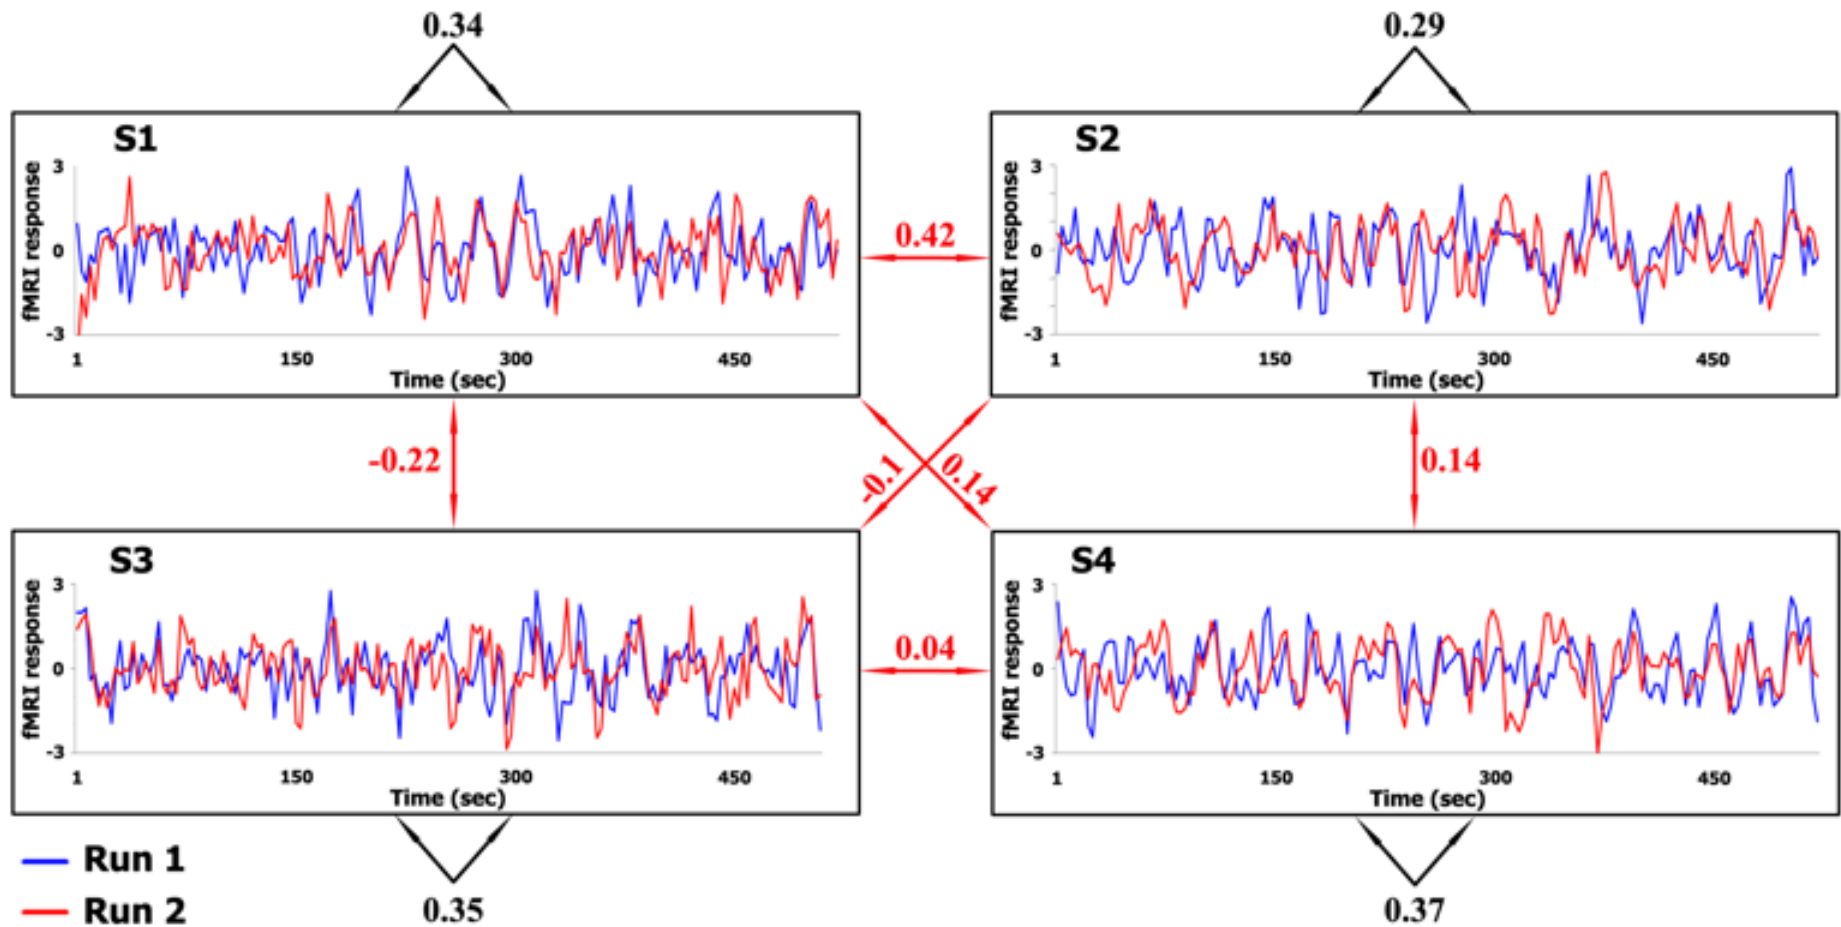 0.34
0.29
S1
fMRI response
3
0
-3
1 150 300 450
Time (sec)
0.42
S2
fMRI response
3
0
-3
1 150 300 450
Time (sec)
-0.22
-0.1
0.14
0.14
S3
fMRI response
3
0
-3
1 150 300 450
Time (sec)
0.04
S4
fMRI response
3
0
-3
1 150 300 450
Time (sec)
Run 1
Run 2
0.35
0.37